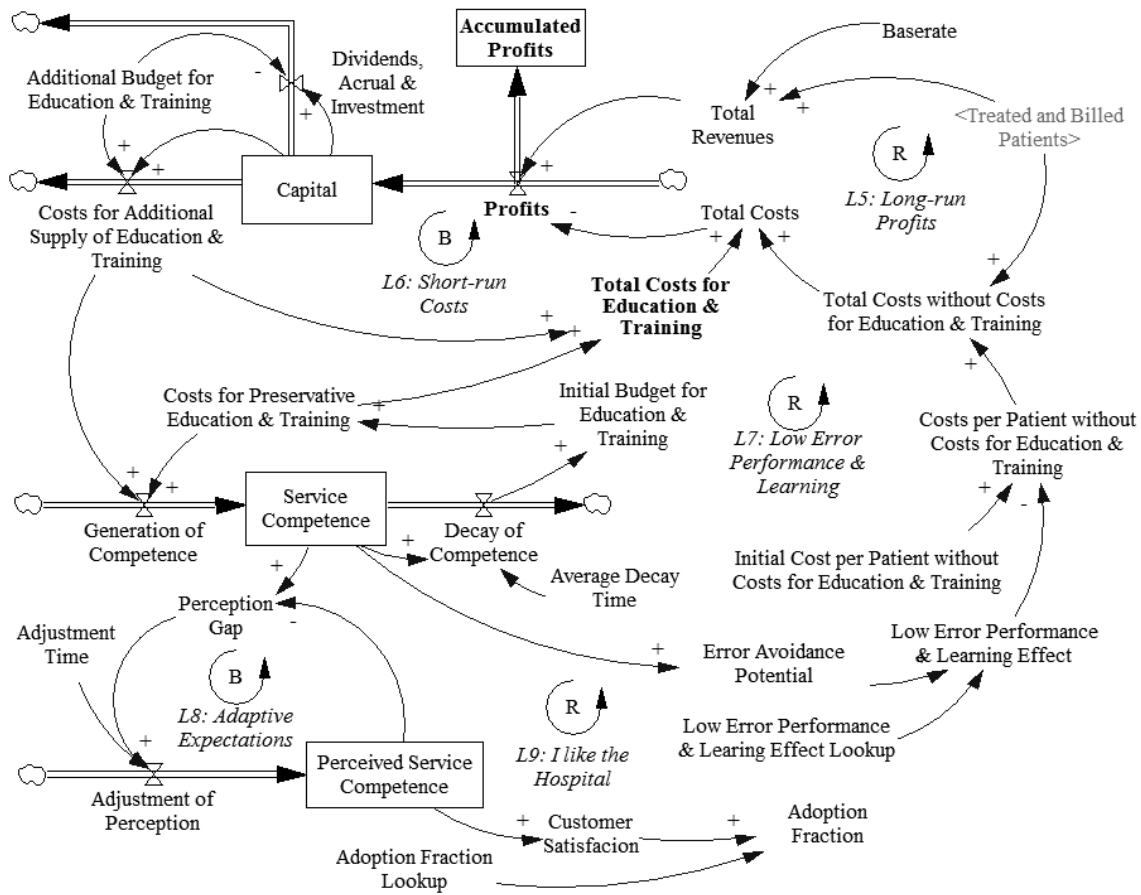 Accumulated
Profits
Baserate
Dividends,
Acrual &
Investment
-
Additional Budget for
Education & Training
+
+
+
Total
Revenues
<Treated and Billed
Patients>
+
+
R
+
Capital
Profits
-
Total Costs
L5: Long-run
Profits
Costs for Additional
Supply of Education &
Training
B
+
+
L6: Short-run
Costs
Total Costs for
Education &
Training
+
Total Costs without Costs
for Education & Training
+
+
+
Costs for Preservative
Education & Training
+
Initial Budget for
Education &
Training
R
L7: Low Error
Performance &
Learning
Costs per Patient without
Costs for Education &
Training
+
+
+
+
-
Service
Competence
Generation of
Competence
Decay of
Competence
+
+
Initial Cost per Patient without
Costs for Education & Training
Average Decay
Time
Perception
Gap
-
Adjustment
Time
+
Error Avoidance
Potential
Low Error Performance
& Learning Effect
B
L8: Adaptive
Expectations
R
L9: I like the
Hospital
Low Error Performance
& Learing Effect Lookup
+
Perceived Service
Competence
Adjustment of
Perception
+
Customer
Satisfacion
+
Adoption
Fraction
Adoption Fraction
Lookup